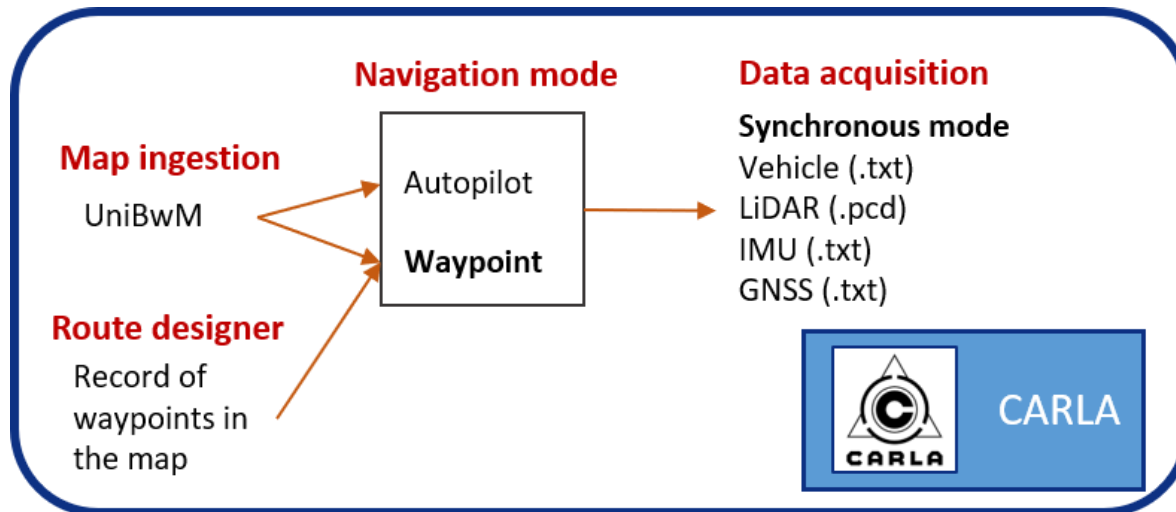 Navigation mode
Data acquisition
Map ingestion
UniBwM
Autopilot
Waypoint
Synchronous mode
Vehicle (.txt)
LiDAR (.pcd)
IMU (.txt)
GNSS (.txt)
Route designer
Record of
waypoints in
the map
C
CARLA
CARLA